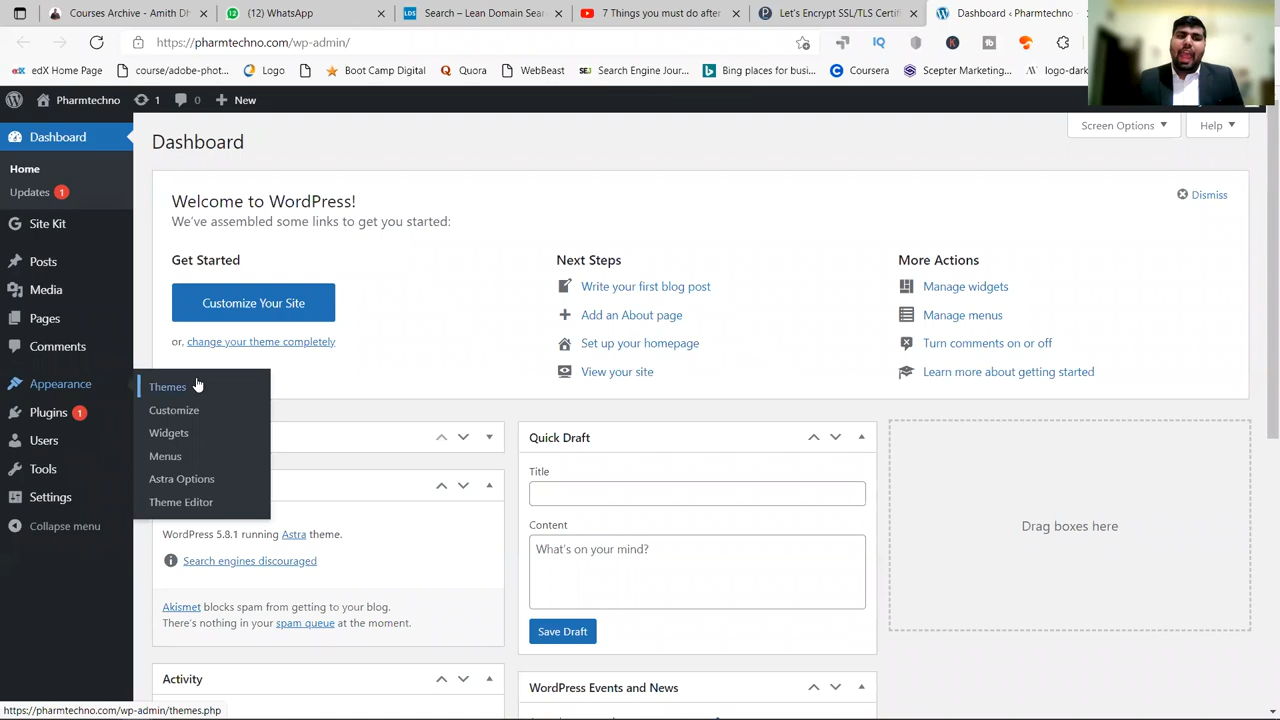 Courses Archive - Amith Dh
(12) WhatsApp
LDS Search – Lean Domain Sea
7 Things you must do after
Let's Encrypt SSL/TLS Certif
Dashboard ‹ Pharmtechno
https://pharmtechno.com/wp-admin/
IQ
edX Home Page
course/adobe-phot...
Logo
Boot Camp Digital
Quora
WebBeast
Search Engine Jour...
Bing places for busi...
Coursera
Scepter Marketing...
logo-dark
Pharmtechno
1
0
New
Screen Options
Help
Dashboard
Home
Updates 1
Site Kit
Posts
Media
Pages
Comments
Appearance
Plugins 1
Users
Tools
Settings
Collapse menu
Themes
Customize
Widgets
Menus
Astra Options
Theme Editor
Dashboard
Welcome to WordPress!
We've assembled some links to get you started:
Dismiss
Get Started
Customize Your Site
or, change your theme completely
Next Steps
Write your first blog post
Add an About page
Set up your homepage
View your site
More Actions
Manage widgets
Manage menus
Turn comments on or off
Learn more about getting started
WordPress 5.8.1 running Astra theme.
Search engines discouraged
Akismet blocks spam from getting to your blog.
There's nothing in your spam queue at the moment.
Activity
Quick Draft
Title
Content
What's on your mind?
Save Draft
WordPress Events and News
Drag boxes here
https://pharmtechno.com/wp-admin/themes.php